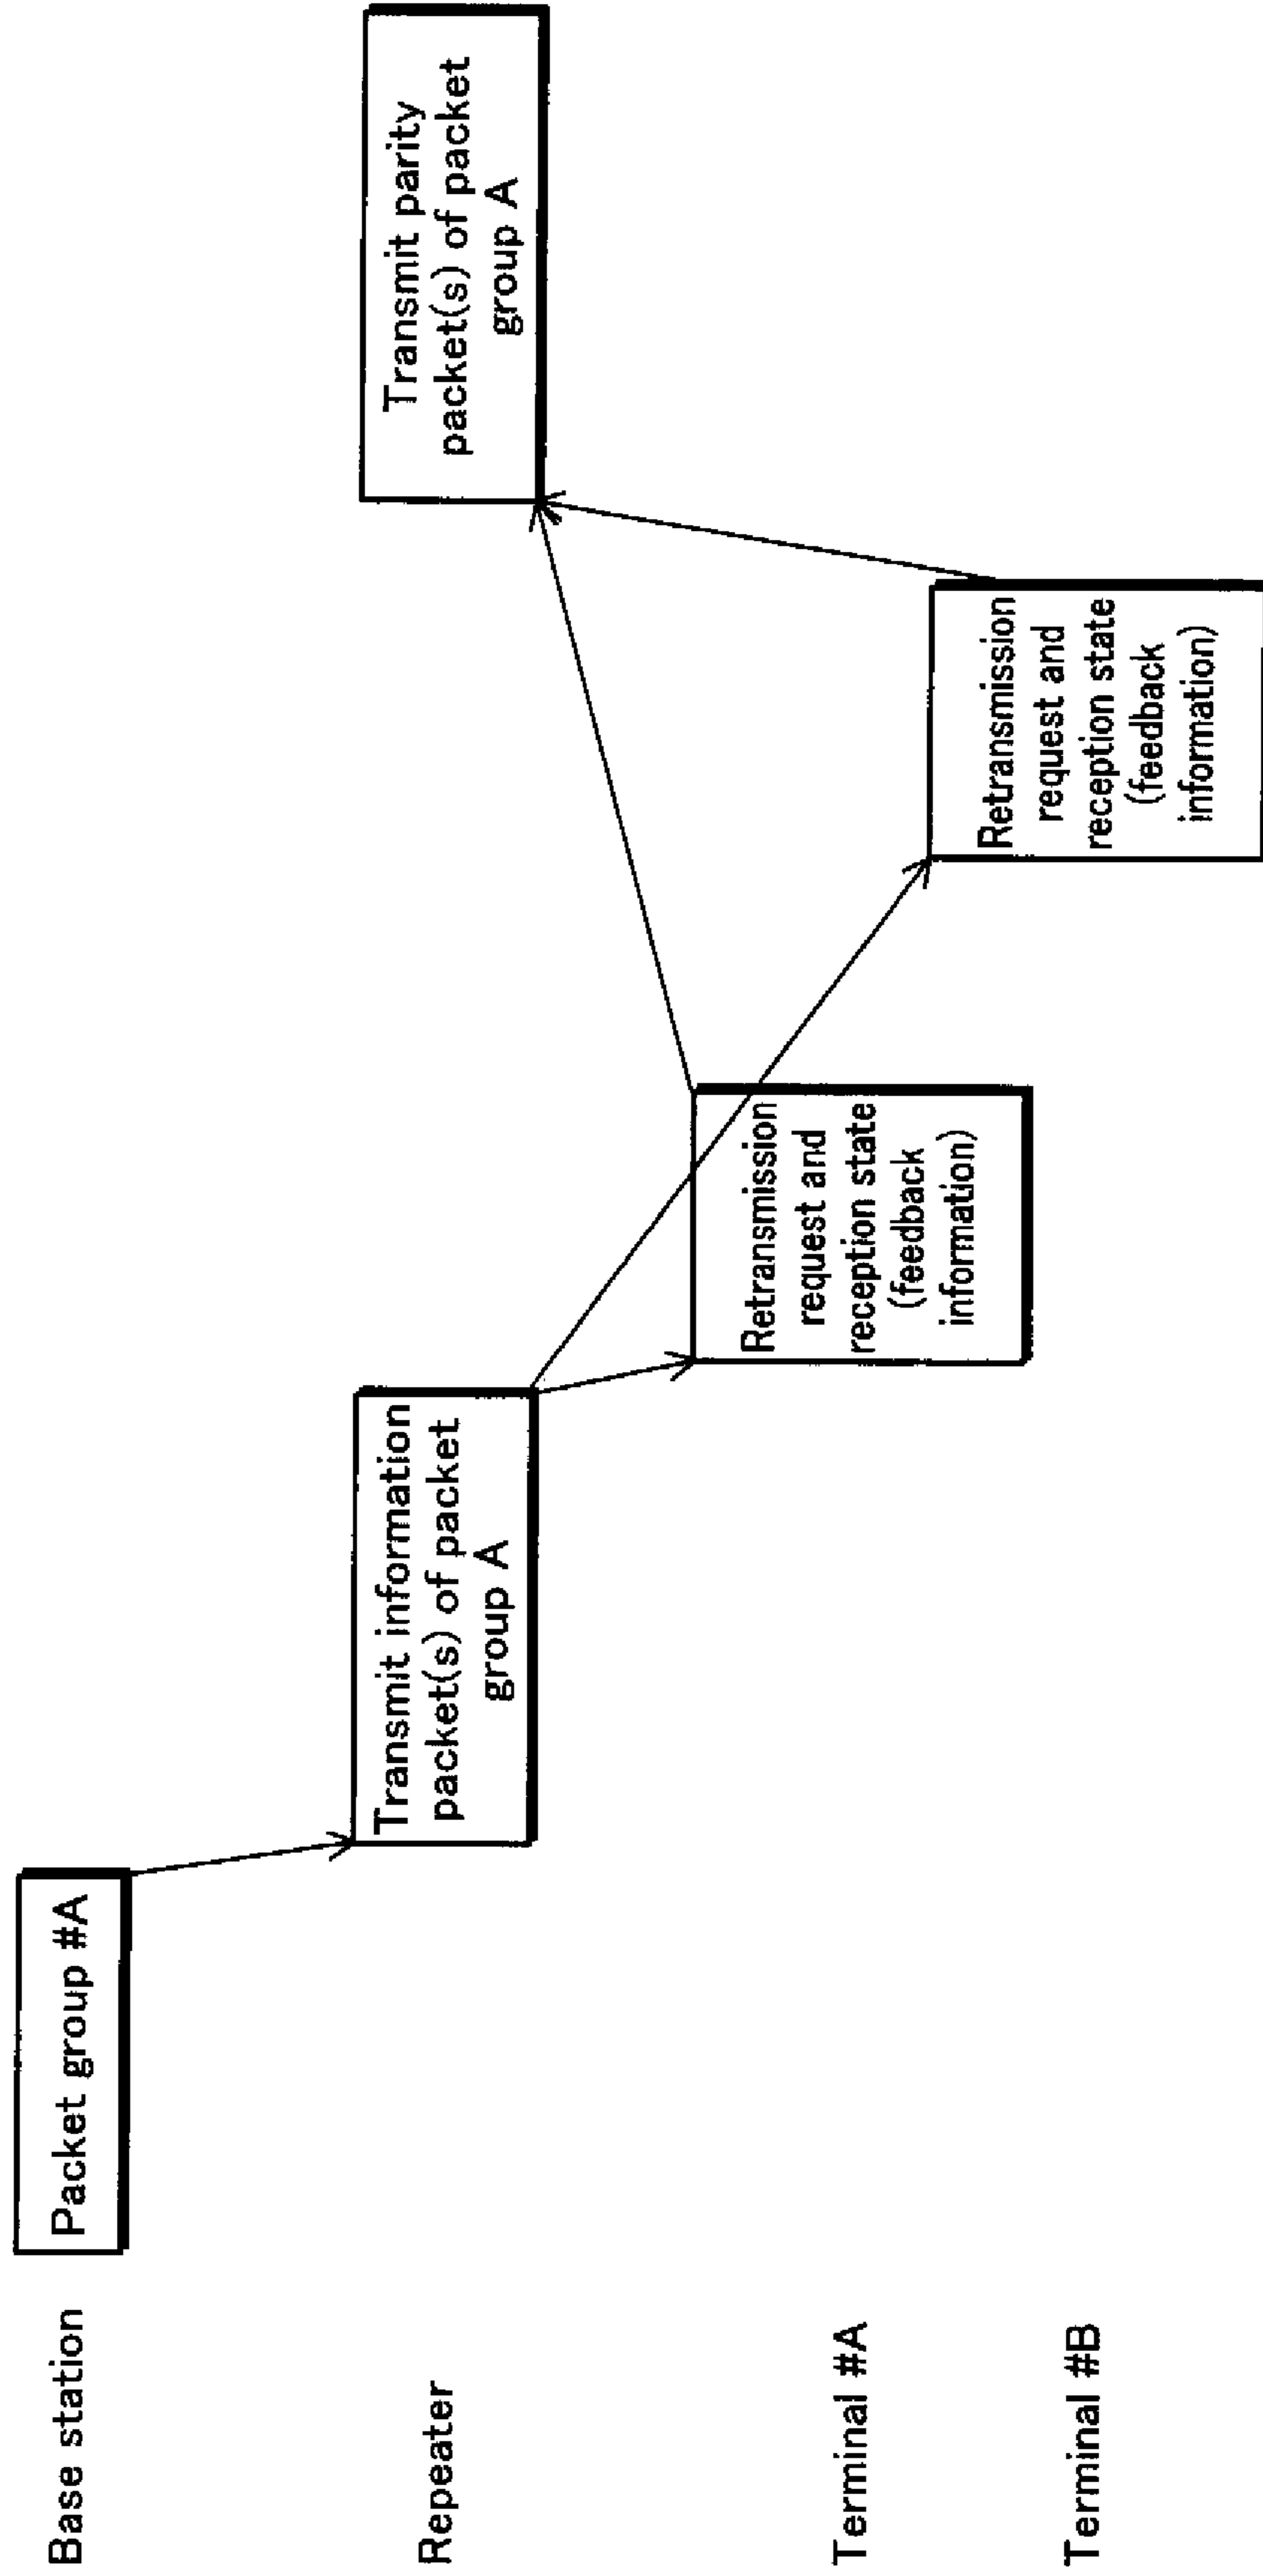 Base station
Packet group #A
Repeater
Transmit information
packet(s) of packet
group A
Transmit parity
packet(s) of packet
group A
Terminal #A
Retransmission
request and
reception state
(feedback
information)
Terminal #B
Retransmission
request and
reception state
(feedback
information)